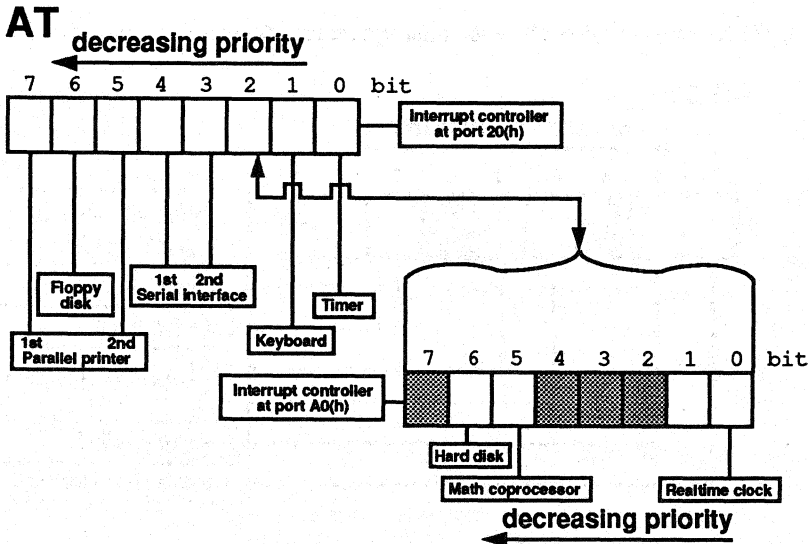 AT
decreasing priority
7 6 5 4 3 2 1 0 bit
Interrupt controller
at port 20(h)
Floppy
disk
1st 2nd
Serial interface
Timer
1st 2nd
Parallel printer
Keyboard
7 6 5 4 3 2 1 0 bit
Interrupt controller
at port A0(h)
Hard disk
Math coprocessor
Realtime clock
decreasing priority